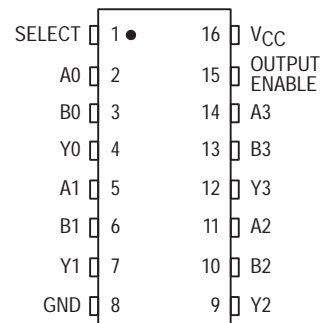 SELECT 1 16 VCC
A0 2 15 OUTPUT ENABLE
B0 3 14 A3
Y0 4 13 B3
A1 5 12 Y3
B1 6 11 A2
Y1 7 10 B2
GND 8 9 Y2